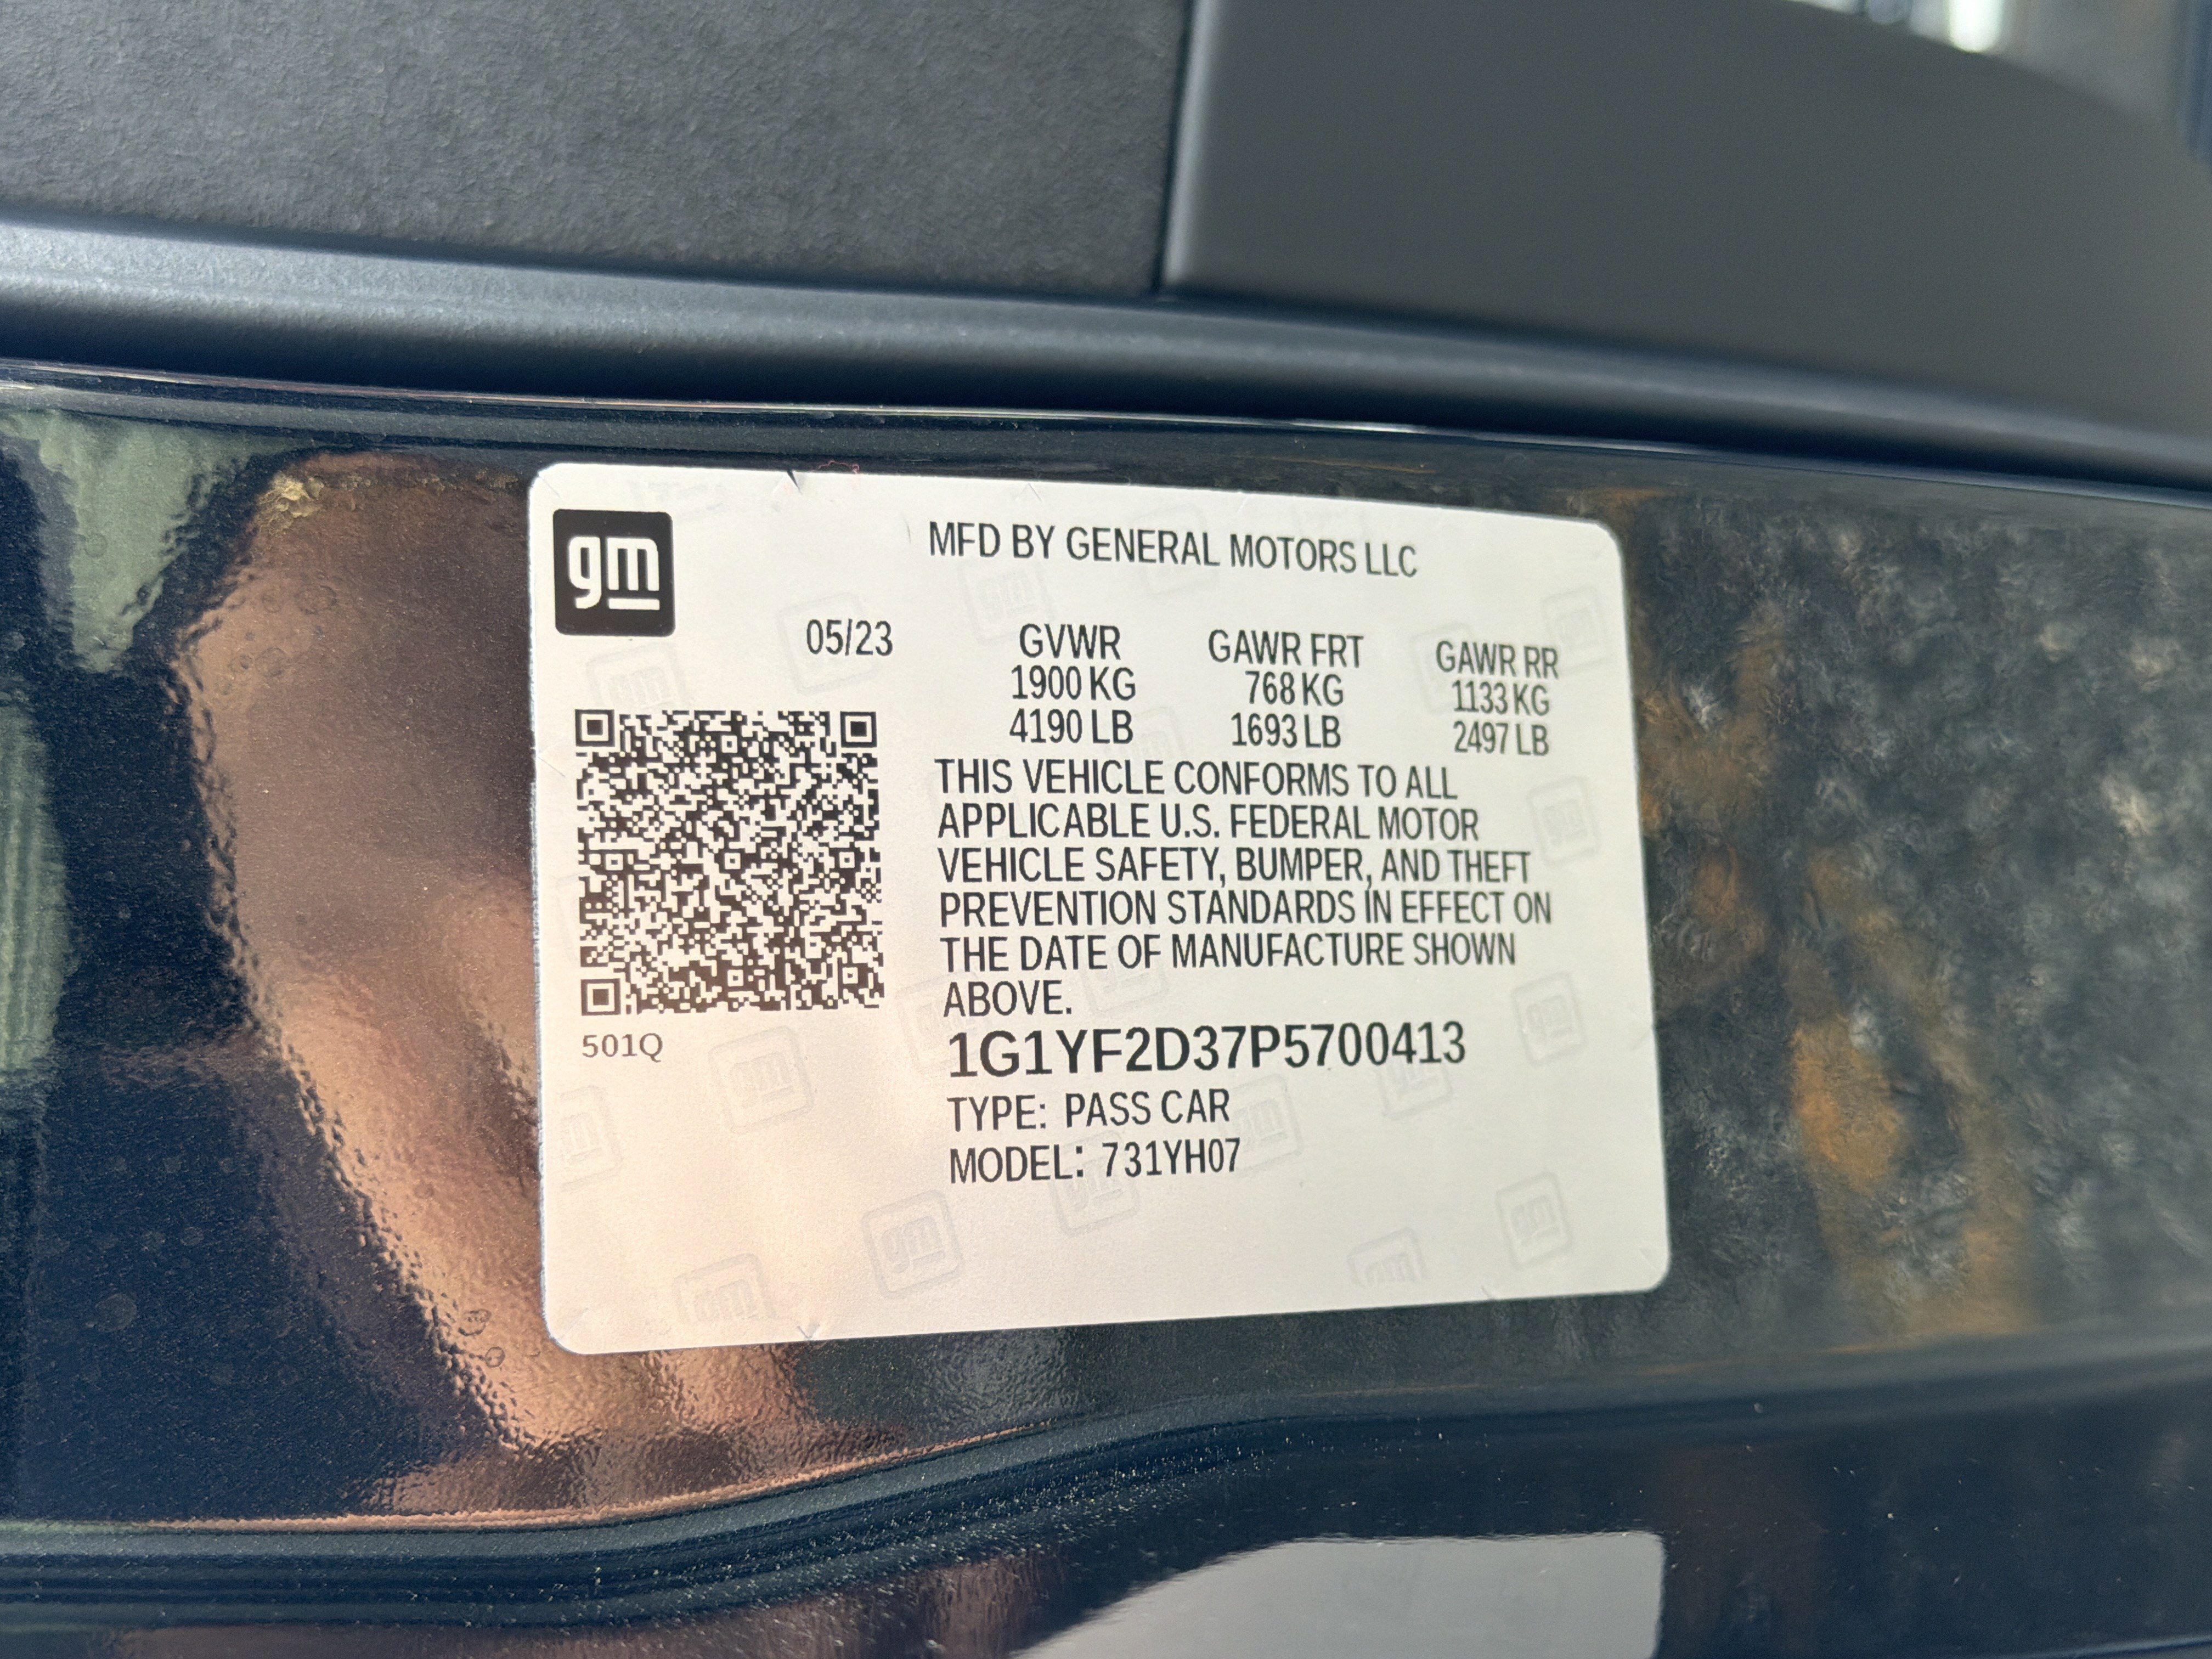 gm
MFD BY GENERAL MOTORS LLC
05/23 GVWR GAWR FRT GAWR RR
1900 KG 768 KG 1133 KG
4190 LB 1693 LB 2497 LB
THIS VEHICLE CONFORMS TO ALL
APPLICABLE U.S. FEDERAL MOTOR
VEHICLE SAFETY, BUMPER, AND THEFT
PREVENTION STANDARDS IN EFFECT ON
THE DATE OF MANUFACTURE SHOWN
ABOVE.
501Q
1G1YF2D37P5700413
TYPE: PASS CAR
MODEL: 731YH07